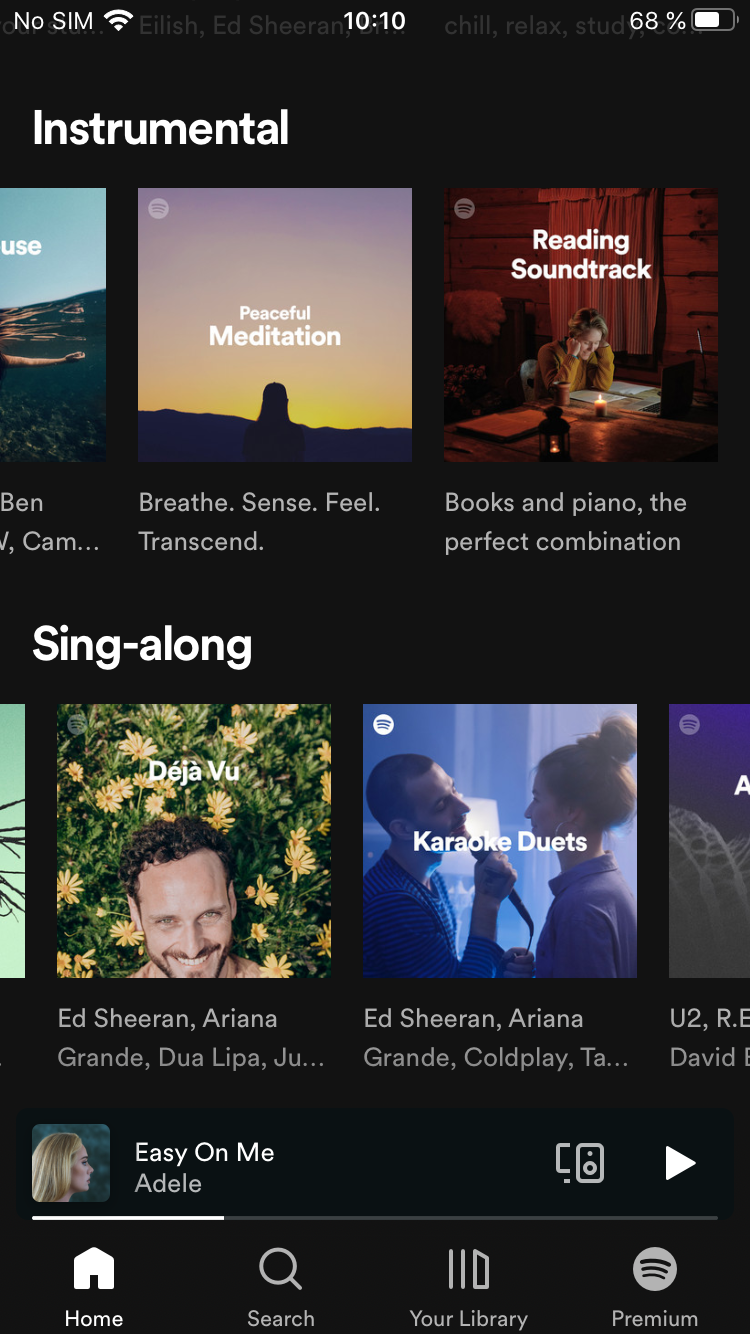 No SIM 10:10 68 %
Eilish, Ed Sheeran,
chill, relax, study,
Instrumental
use
Peaceful
Meditation
Reading
Soundtrack
Ben
Cam...
Breathe. Sense. Feel.
Transcend.
Books and piano, the
perfect combination
Sing-along
Déjà Vu
Karaoke Duets
A
Ed Sheeran, Ariana
Grande, Dua Lipa, Ju...
Ed Sheeran, Ariana
Grande, Coldplay, Ta...
U2, R.E
David B
Easy On Me
Adele
Home
Search
Your Library
Premium